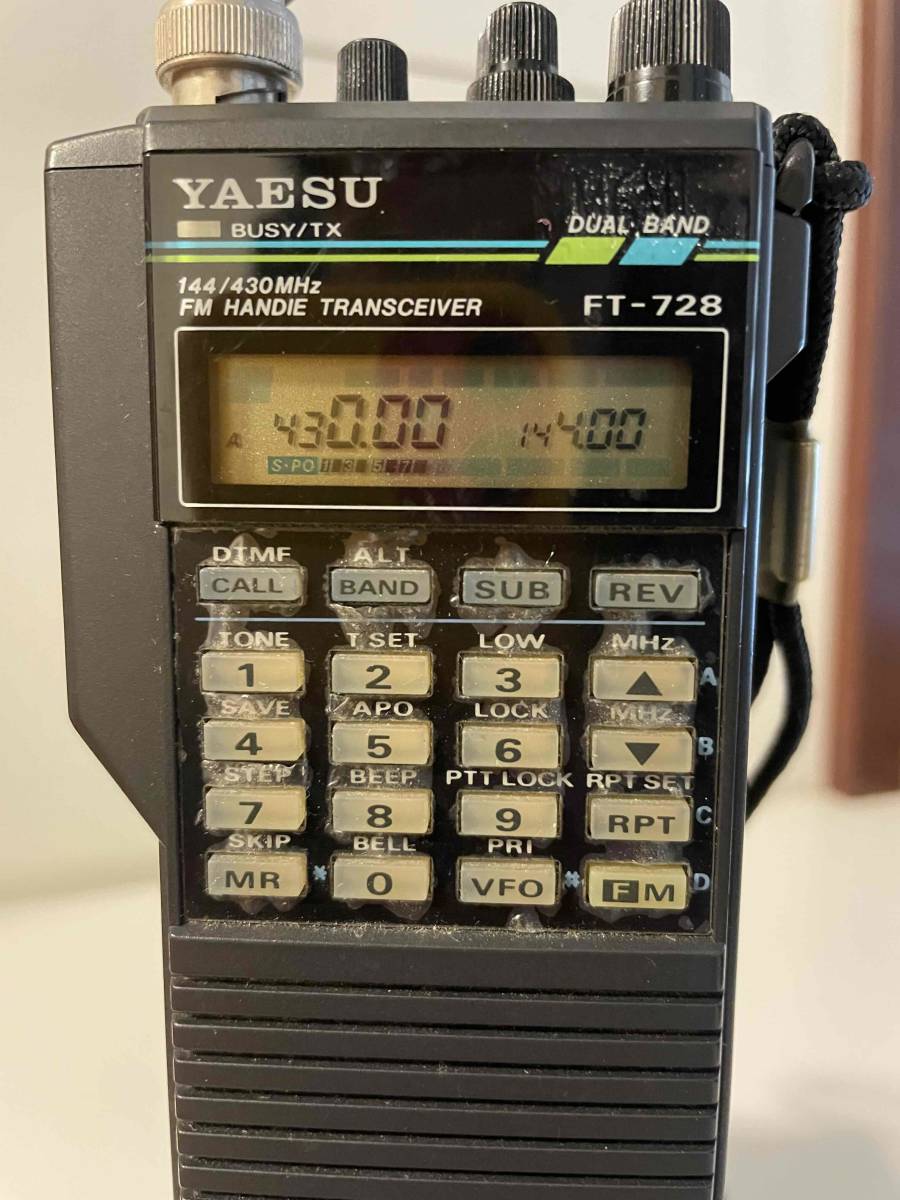 YAESU
BUSY/TX
DUAL BAND
144/430MHz
FM HANDIE TRANSCEIVER
FT-728
A 430.00 144.00
S·PO 1 3 5 7
DTMF ALT
CALL BAND SUB REV
TONE T SET LOW MHz
1 2 3 ▲ A
SAVE APO LOCK MHz
4 5 6 ▼ B
STEP BEEP PTT LOCK RPT SET
7 8 9 RPT C
SKIP BELL PRI
MR * 0 VFO # F M D